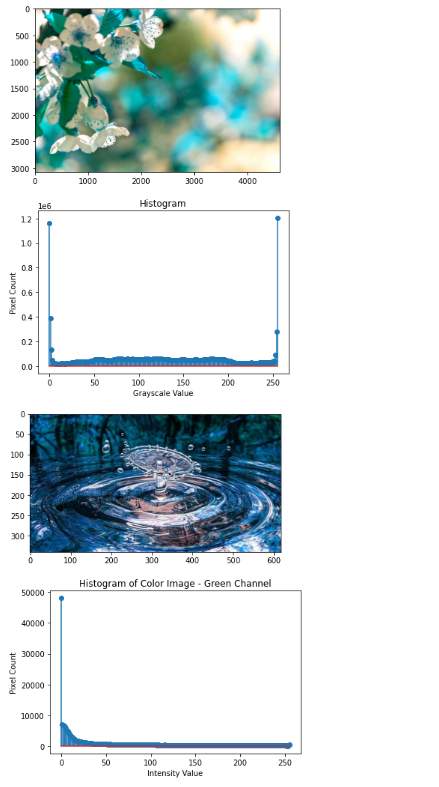 0
500
1000
1500
2000
2500
3000
0 1000 2000 3000 4000
Histogram
1e6
1.2
1.0
0.8
0.6
0.4
0.2
0.0
Pixel Count
0 50 100 150 200 250
Grayscale Value
0
50
100
150
200
250
300
0 100 200 300 400 500 600
Histogram of Color Image - Green Channel
50000
40000
30000
20000
10000
0
Pixel Count
0 50 100 150 200 250
Intensity Value